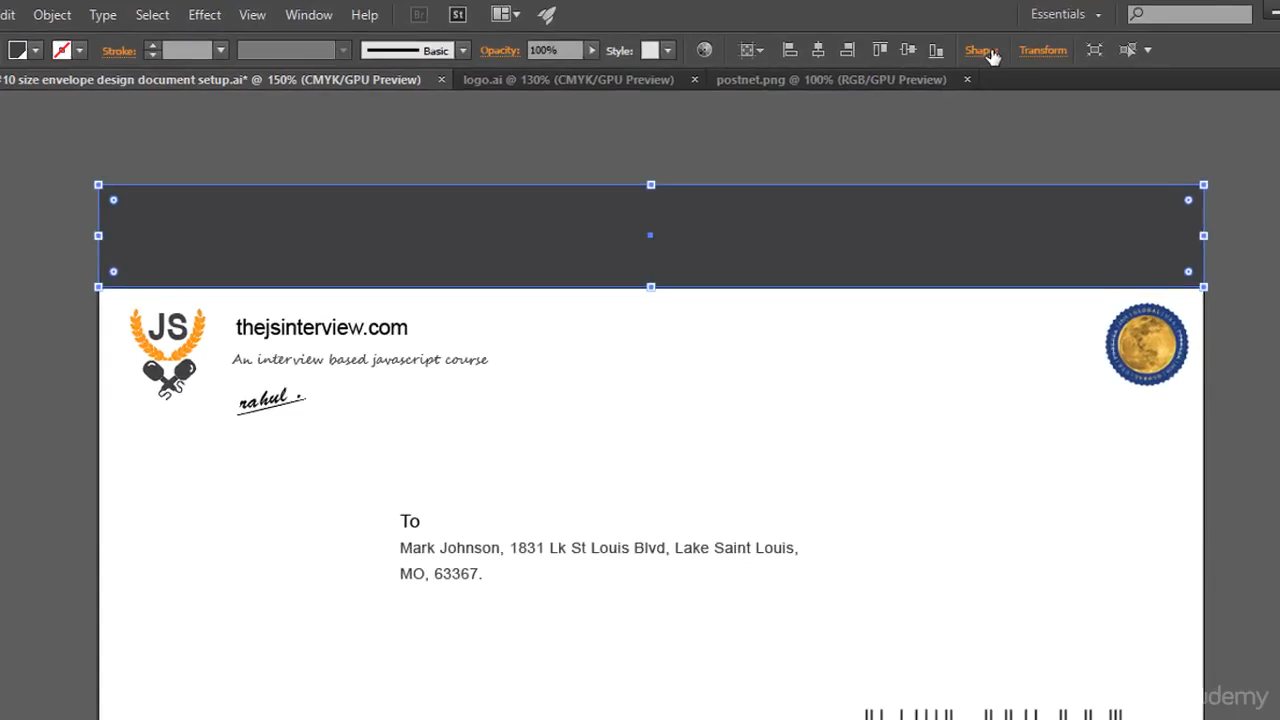 Object Type Select Effect View Window Help Br St Essentials
Stroke: Basic Opacity: 100% Style: Transform
10 size envelope design document setup.ai* @ 150% (CMYK/GPU Preview) × logo.ai @ 130% (CMYK/GPU Preview) × postnet.png @ 100% (RGB/GPU Preview) ×
JS
thejsinterview.com
An interview based javascript course
rahul .
To
Mark Johnson, 1831 Lk St Louis Blvd, Lake Saint Louis,
MO, 63367.